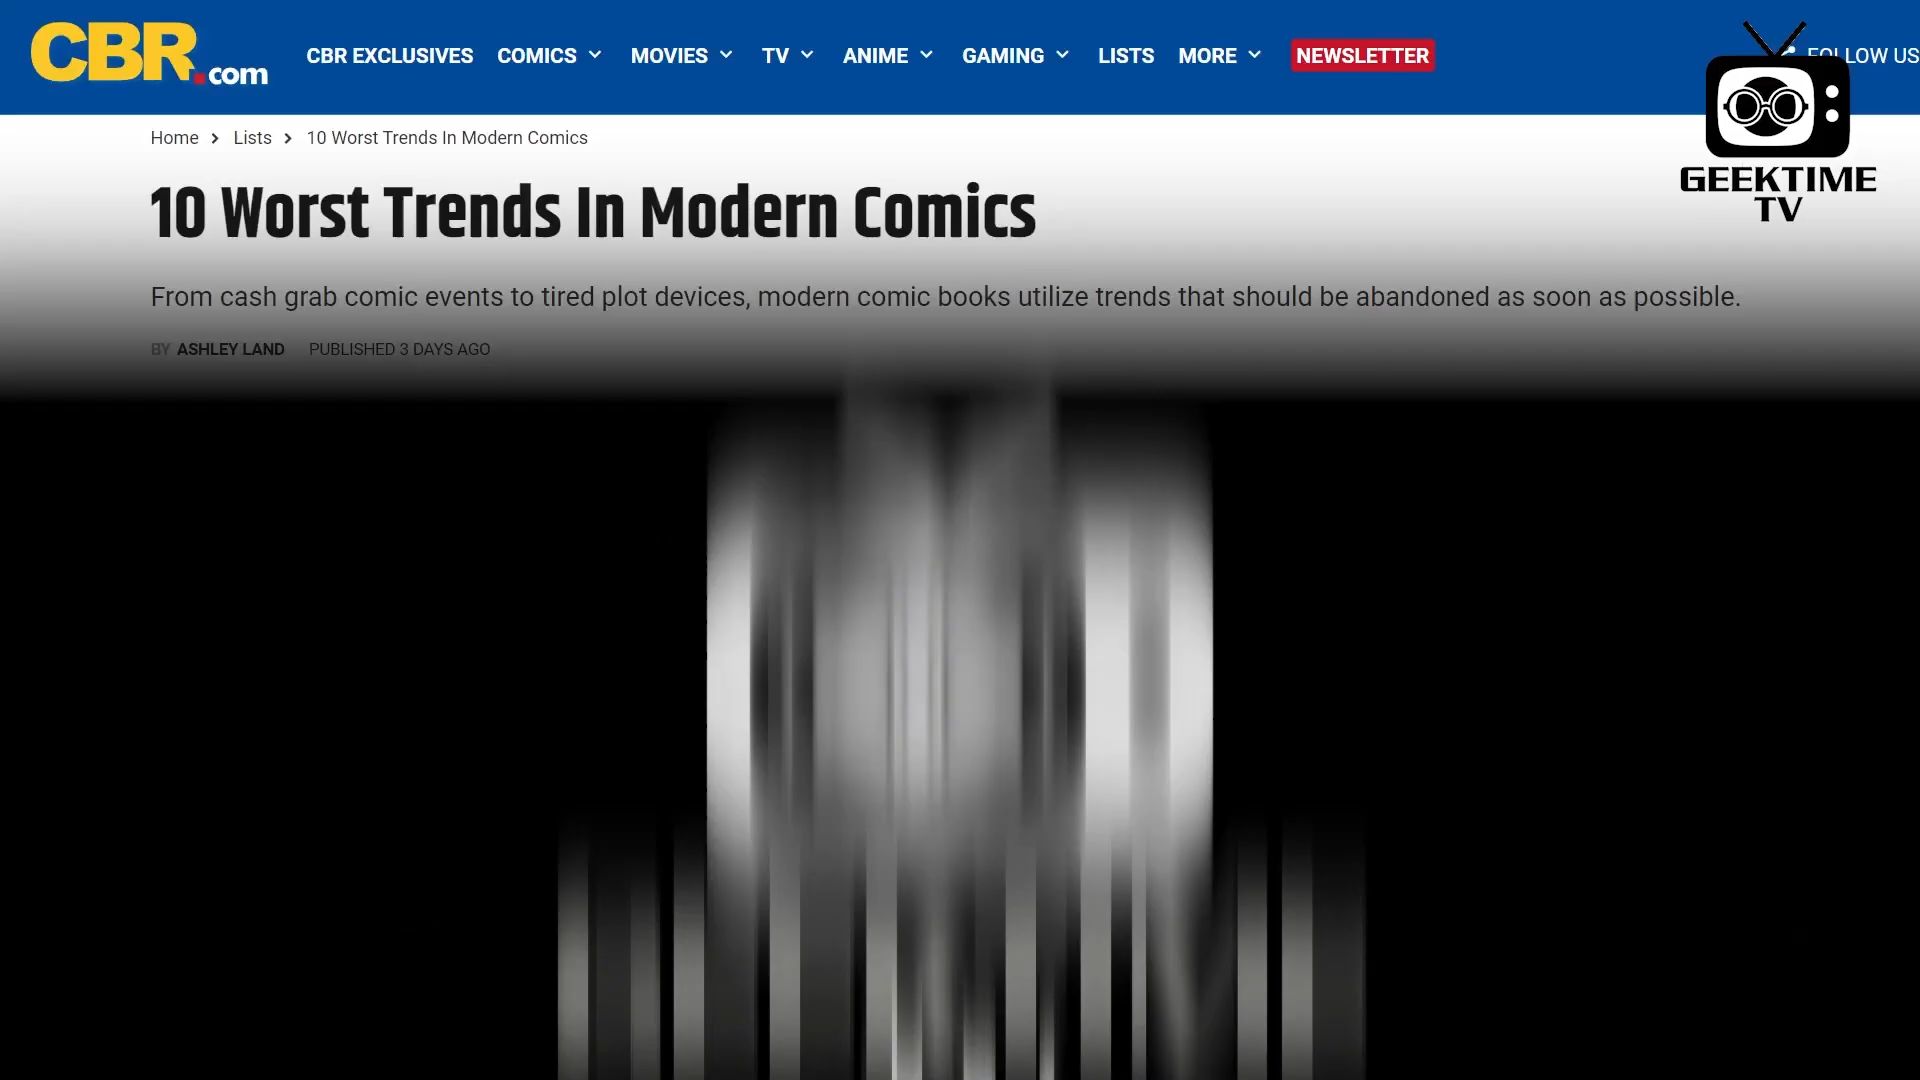 CBR.com
CBR EXCLUSIVES COMICS MOVIES TV ANIME GAMING LISTS MORE NEWSLETTER FOLLOW US
Home > Lists > 10 Worst Trends In Modern Comics
10 Worst Trends In Modern Comics
From cash grab comic events to tired plot devices, modern comic books utilize trends that should be abandoned as soon as possible.
BY ASHLEY LAND PUBLISHED 3 DAYS AGO
GEEKTIME
TV